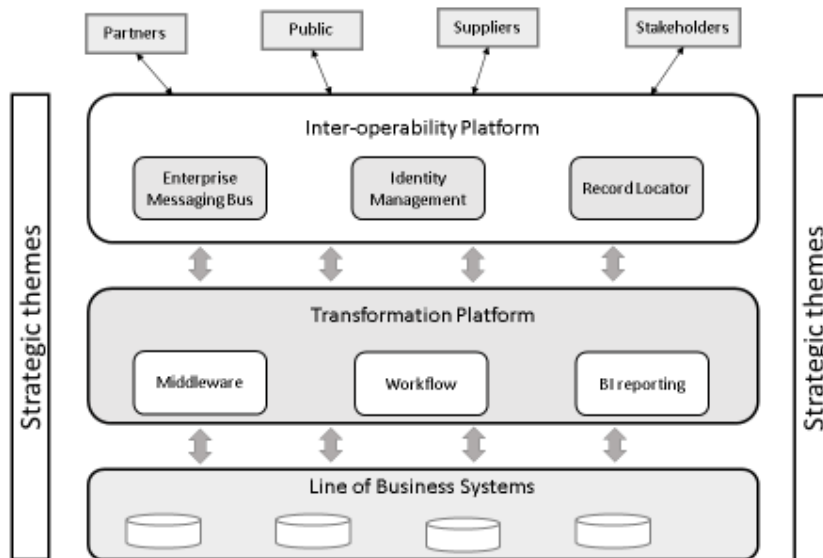 Partners
Public
Suppliers
Stakeholders
Strategic themes
Inter-operability Platform
Enterprise
Messaging Bus
Identity
Management
Record Locator
Transformation Platform
Middleware
Workflow
BI reporting
Line of Business Systems
Strategic themes